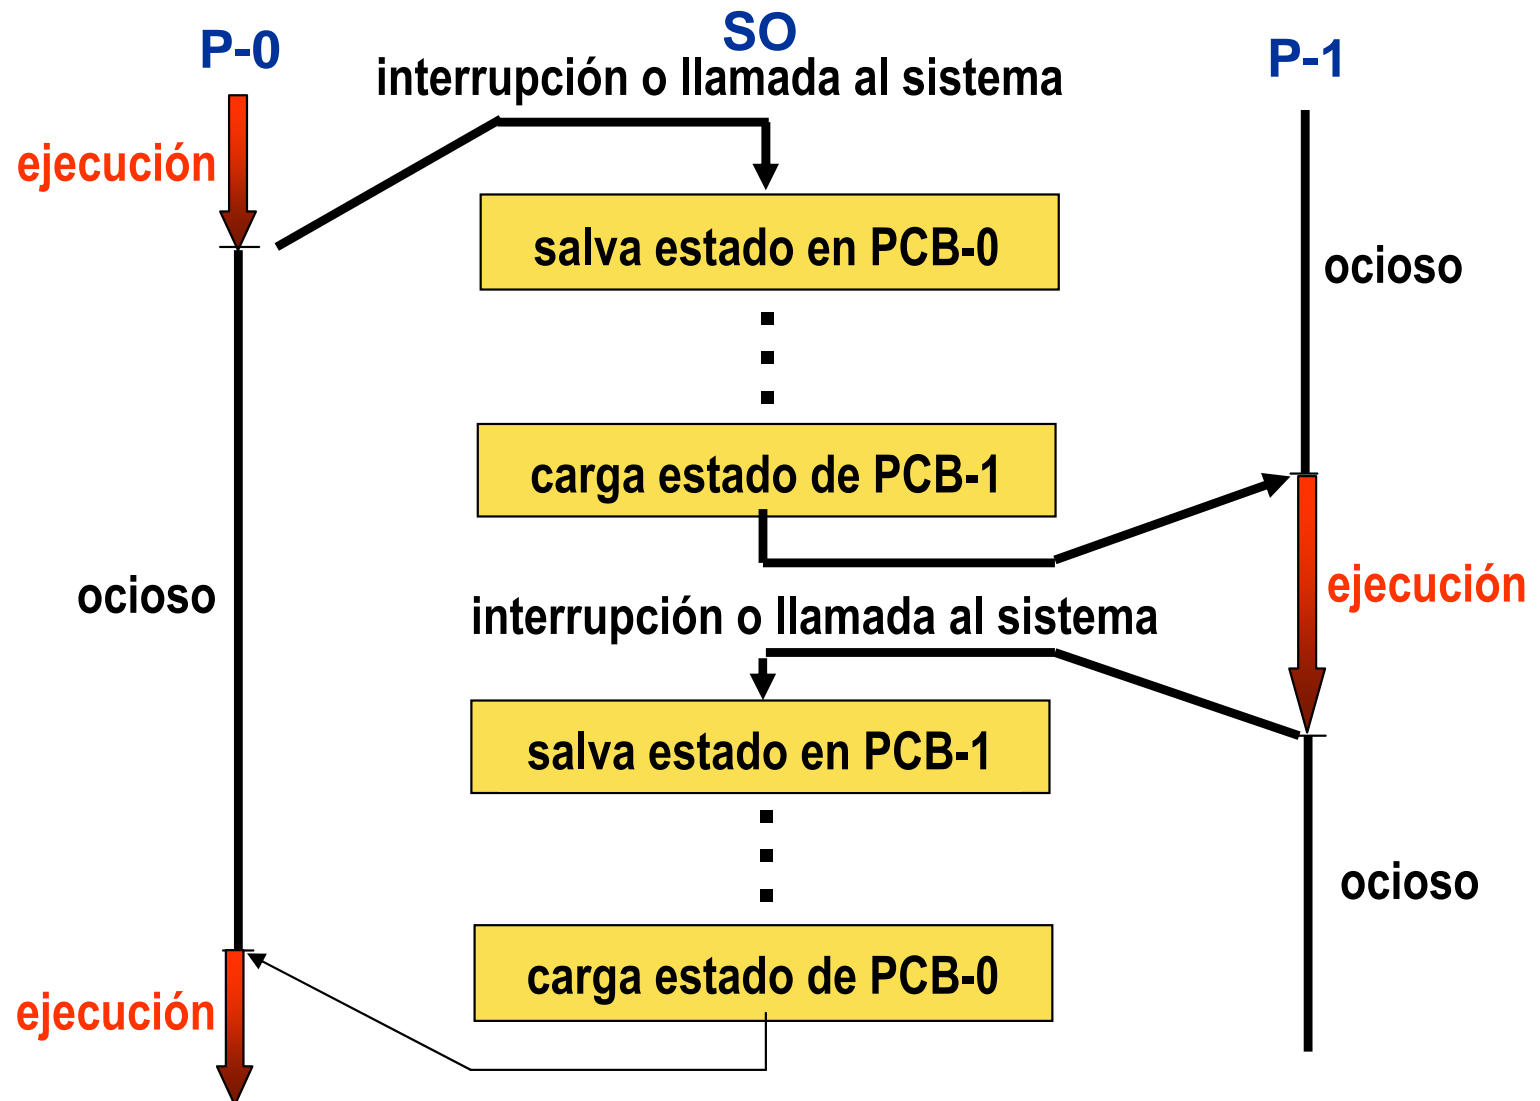 SO
P-0
P-1
interrupción o llamada al sistema
ejecución
salva estado en PCB-0
ocioso
carga estado de PCB-1
ocioso
ejecución
interrupción o llamada al sistema
salva estado en PCB-1
ocioso
carga estado de PCB-0
ejecución